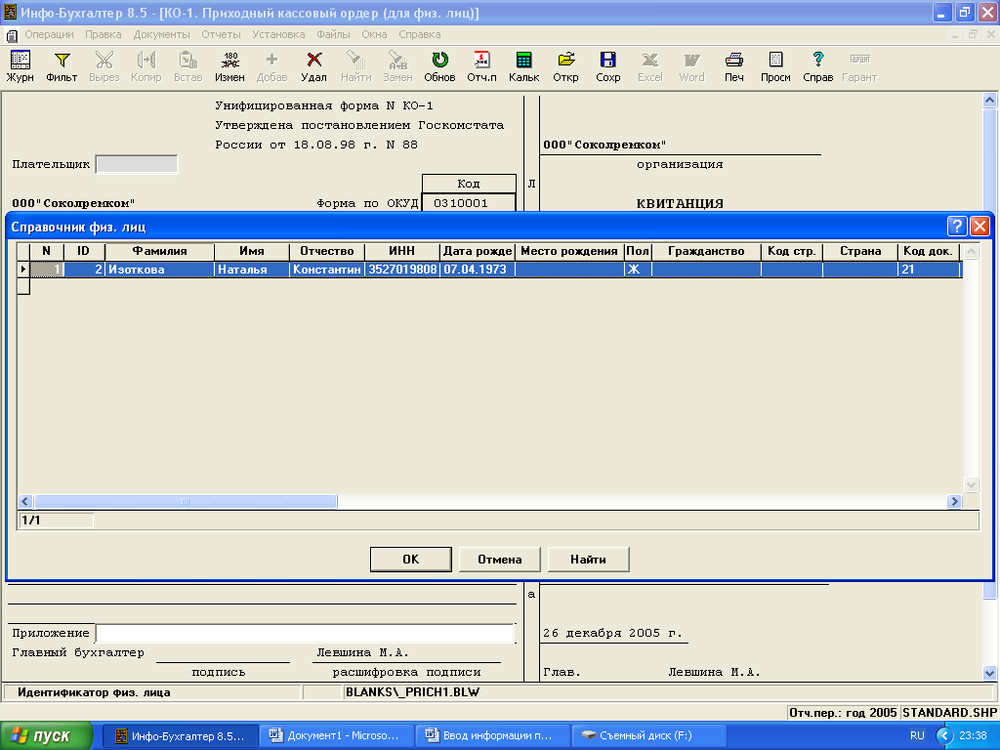 Инфо-Бухгалтер 8.5 - [КО-1. Приходный кассовый ордер (для физ. лиц)]
Операции Правка Документы Отчеты Установка Файлы Окна Справка
Журн Фильт Вырез Копир Встав Измен Добав Удал Найти Замен Обнов Отч.п Кальк Откр Сохр Excel Word Печ Просм Справ Гарант
Унифицированная форма N КО-1
Утверждена постановлением Госкомстата
России от 18.08.98 г. N 88
ООО"Соколремком"
Плательщик
организация
Код
Л
ООО"Соколремком" Форма по ОКУД 0310001
КВИТАНЦИЯ
Справочник физ. лиц
N ID Фамилия Имя Отчество ИНН Дата рожде Место рождения Пол Гражданство Код стр. Страна Код док.
1 2 Изоткова Наталья Константин 3527019808 07.04.1973 Ж 21
1/1
OK Отмена Найти
а
Приложение
26 декабря 2005 г.
Главный бухгалтер Левшина М.А.
подпись расшифровка подписи
Глав. Левшина М.А.
Идентификатор физ. лица BLANKS\_PRICH1.BLW
Отч.пер.: год 2005 STANDARD.SHP
пуск Инфо-Бухгалтер 8.5... Документ1 - Microso... Ввод информации п... Съемный диск (F:) RU 23:38